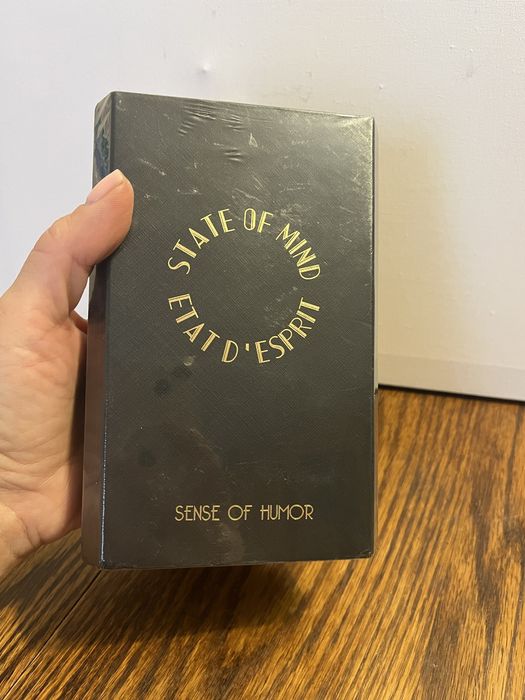 STATE OF MIND
ETAT D'ESPRIT
SENSE OF HUMOR